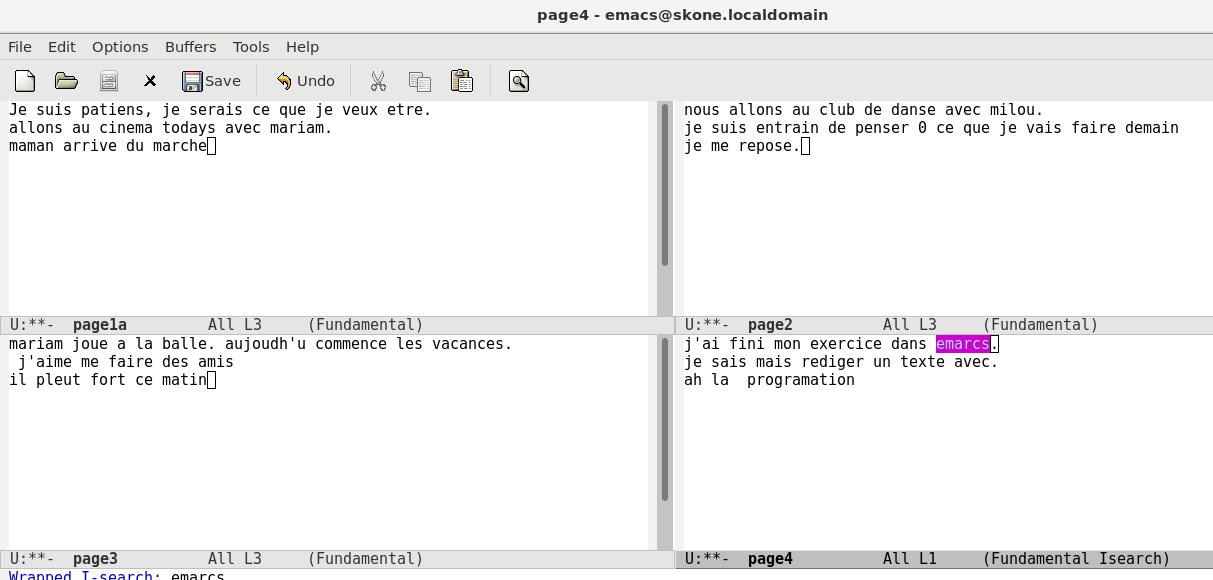 page4 - emacs@skone.localdomain
File Edit Options Buffers Tools Help
Save Undo
Je suis patiens, je serais ce que je veux etre.
allons au cinema todays avec mariam.
maman arrive du marche
U:**-  page1a         All L3     (Fundamental)
nous allons au club de danse avec milou.
je suis entrain de penser 0 ce que je vais faire demain
je me repose.
U:**-  page2          All L3     (Fundamental)
mariam joue a la balle. aujoudh'u commence les vacances.
 j'aime me faire des amis
il pleut fort ce matin
U:**-  page3          All L3     (Fundamental)
j'ai fini mon exercice dans emarcs.
je sais mais rediger un texte avec.
ah la  programation
U:**-  page4          All L1     (Fundamental Isearch)
Wrapped I-search: emarcs